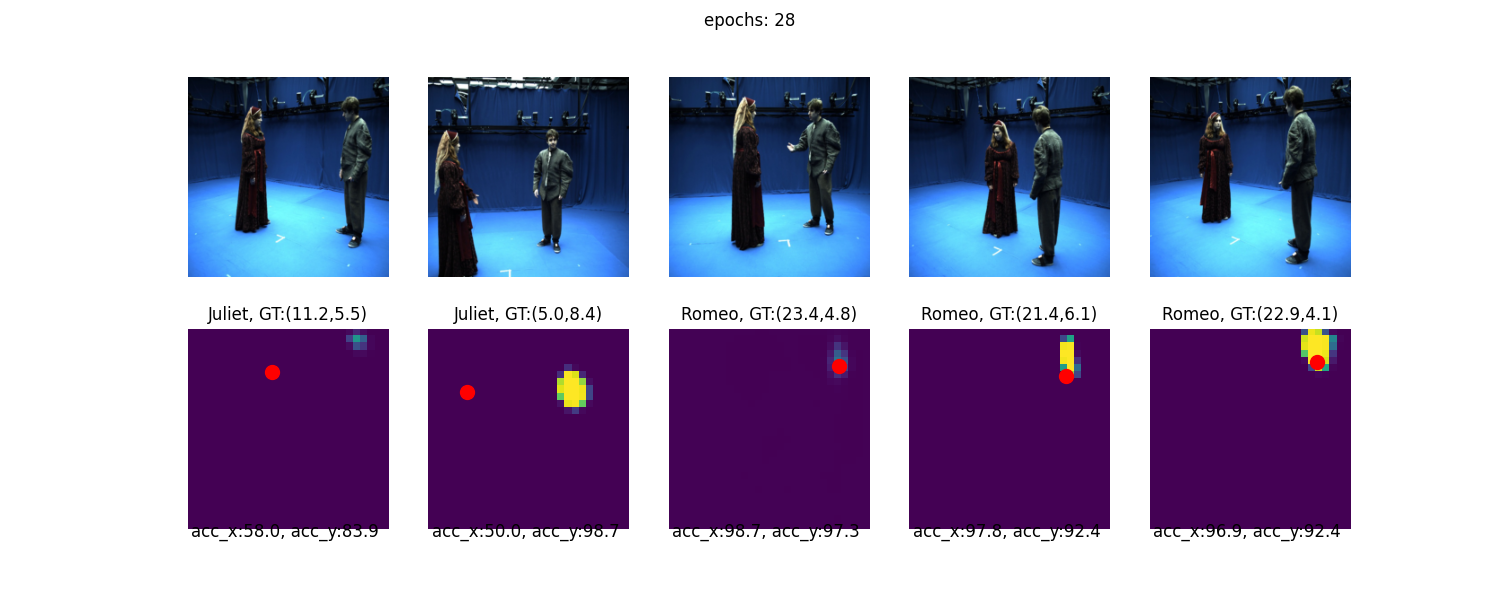 epochs: 28
Juliet, GT:(11.2,5.5)
Juliet, GT:(5.0,8.4)
Romeo, GT:(23.4,4.8)
Romeo, GT:(21.4,6.1)
Romeo, GT:(22.9,4.1)
acc_x:58.0, acc_y:83.9
acc_x:50.0, acc_y:98.7
acc_x:98.7, acc_y:97.3
acc_x:97.8, acc_y:92.4
acc_x:96.9, acc_y:92.4